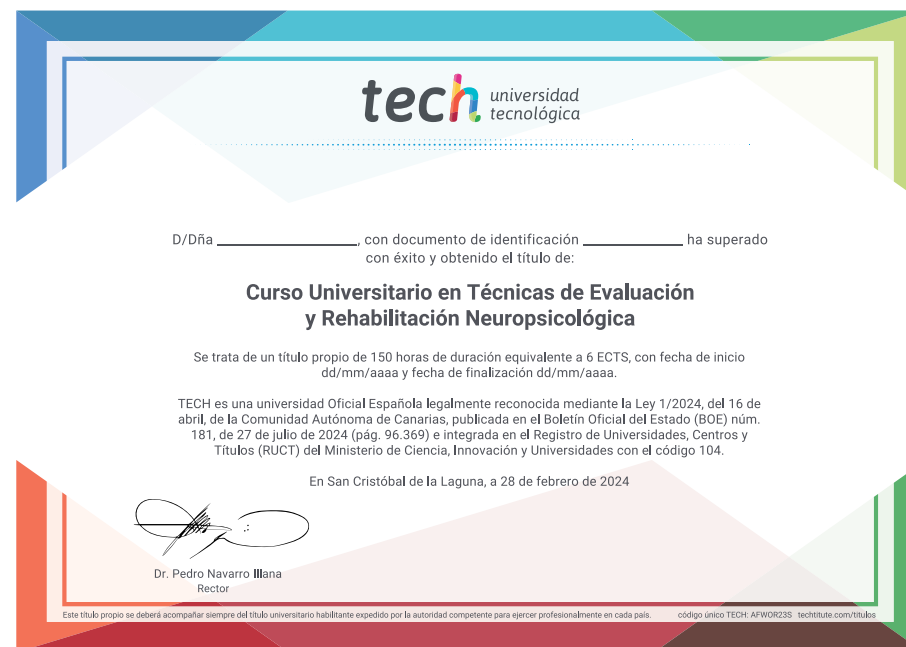 tech universidad
tecnológica
D/Dña ____________________, con documento de identificación ______________ ha superado
con éxito y obtenido el título de:
Curso Universitario en Técnicas de Evaluación
y Rehabilitación Neuropsicológica
Se trata de un título propio de 150 horas de duración equivalente a 6 ECTS, con fecha de inicio
dd/mm/aaaa y fecha de finalización dd/mm/aaaa.
TECH es una universidad Oficial Española legalmente reconocida mediante la Ley 1/2024, del 16 de
abril, de la Comunidad Autónoma de Canarias, publicada en el Boletín Oficial del Estado (BOE) núm.
181, de 27 de julio de 2024 (pág. 96.369) e integrada en el Registro de Universidades, Centros y
Títulos (RUCT) del Ministerio de Ciencia, Innovación y Universidades con el código 104.
En San Cristóbal de la Laguna, a 28 de febrero de 2024
Dr. Pedro Navarro Illana
Rector
Este título propio se deberá acompañar siempre del título universitario habilitante expedido por la autoridad competente para ejercer profesionalmente en cada país. código único TECH: AFWOR23S techtitute.com/titulos